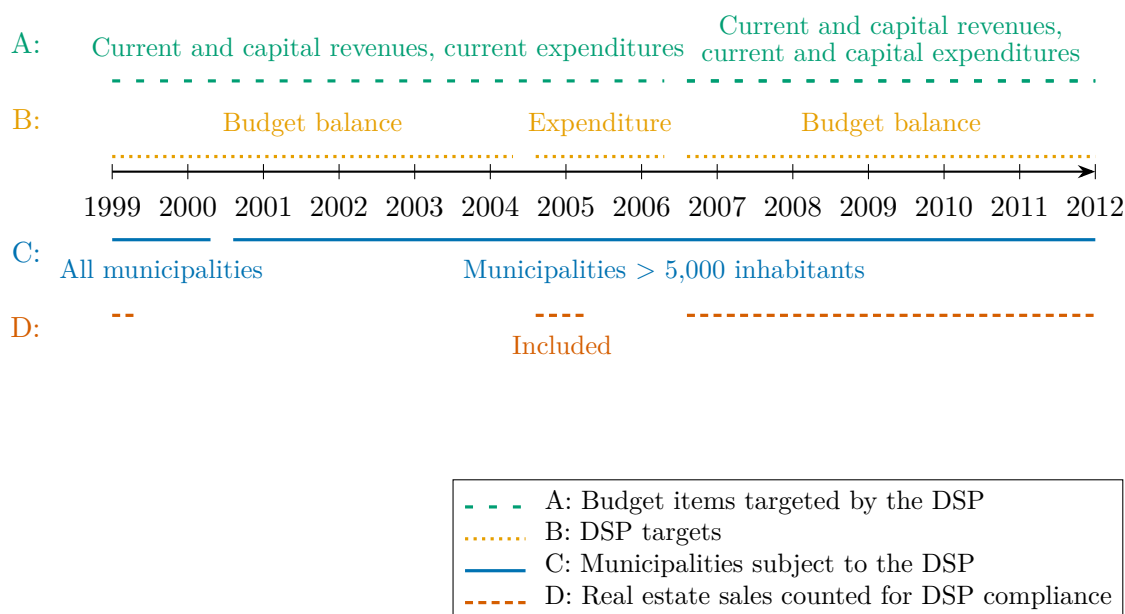 A:
Current and capital revenues, current expenditures
Current and capital revenues,
current and capital expenditures
B:
Budget balance
Expenditure
Budget balance
1999 2000 2001 2002 2003 2004 2005 2006 2007 2008 2009 2010 2011 2012
C:
All municipalities
Municipalities > 5,000 inhabitants
D:
Included
A: Budget items targeted by the DSP
B: DSP targets
C: Municipalities subject to the DSP
D: Real estate sales counted for DSP compliance